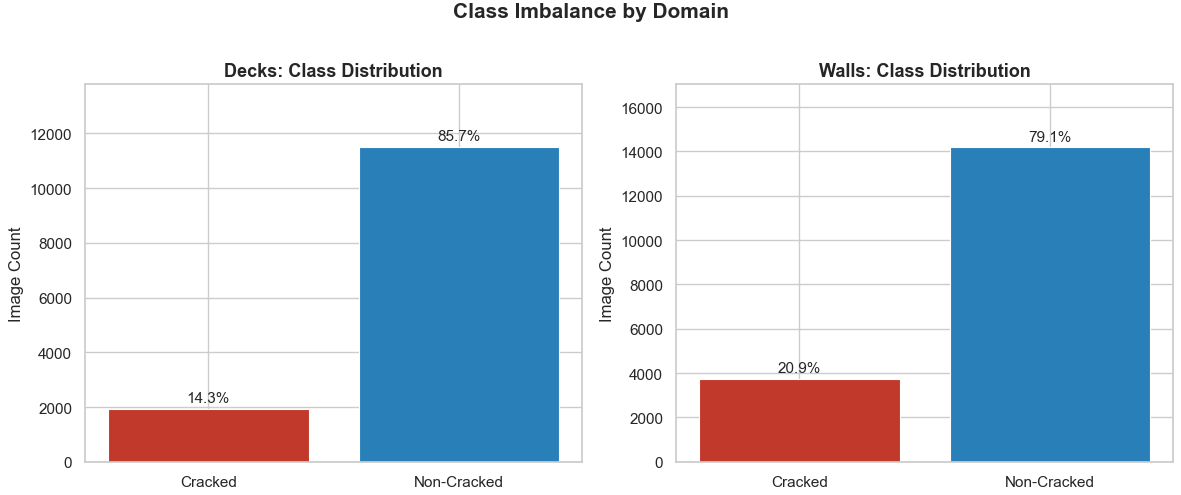 Class Imbalance by Domain
Decks: Class Distribution
Image Count
12000
10000
8000
6000
4000
2000
0
14.3%
85.7%
Cracked
Non-Cracked
Walls: Class Distribution
Image Count
16000
14000
12000
10000
8000
6000
4000
2000
0
20.9%
79.1%
Cracked
Non-Cracked